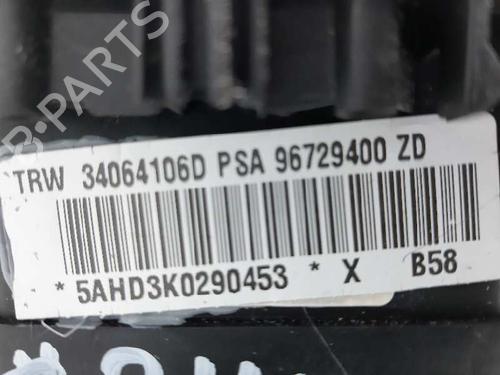 B-PARTS
TRW 34064106D PSA 96729400 ZD
* 5AHD3K0290453 * X B58